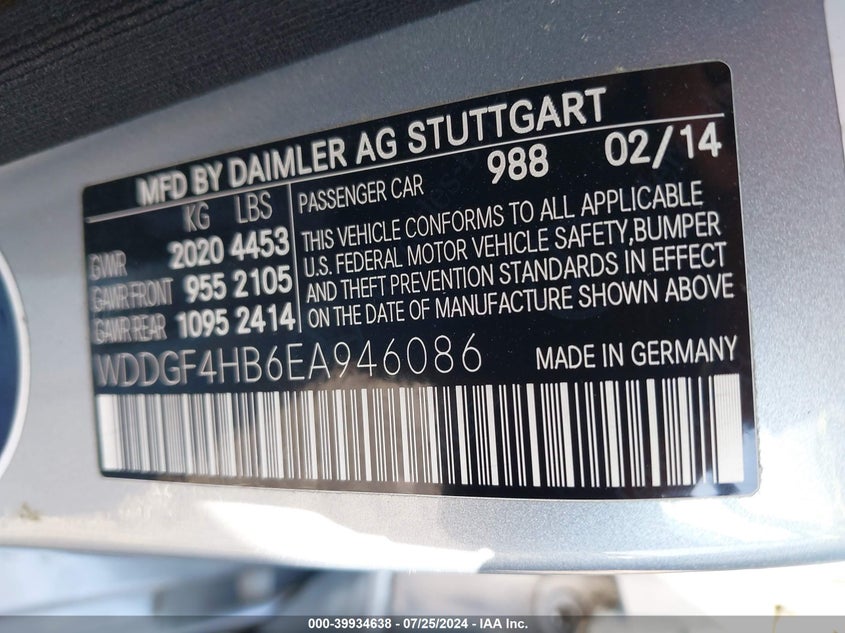 MFD BY DAIMLER AG STUTTGART
KG LBS
GVWR 2020 4453
GAWR FRONT 955 2105
GAWR REAR 1095 2414
PASSENGER CAR 988 02/14
THIS VEHICLE CONFORMS TO ALL APPLICABLE
U.S. FEDERAL MOTOR VEHICLE SAFETY,BUMPER
AND THEFT PREVENTION STANDARDS IN EFFECT
ON THE DATE OF MANUFACTURE SHOWN ABOVE
WDDGF4HB6EA946086 MADE IN GERMANY
000-39934638 - 07/25/2024 - IAA Inc.